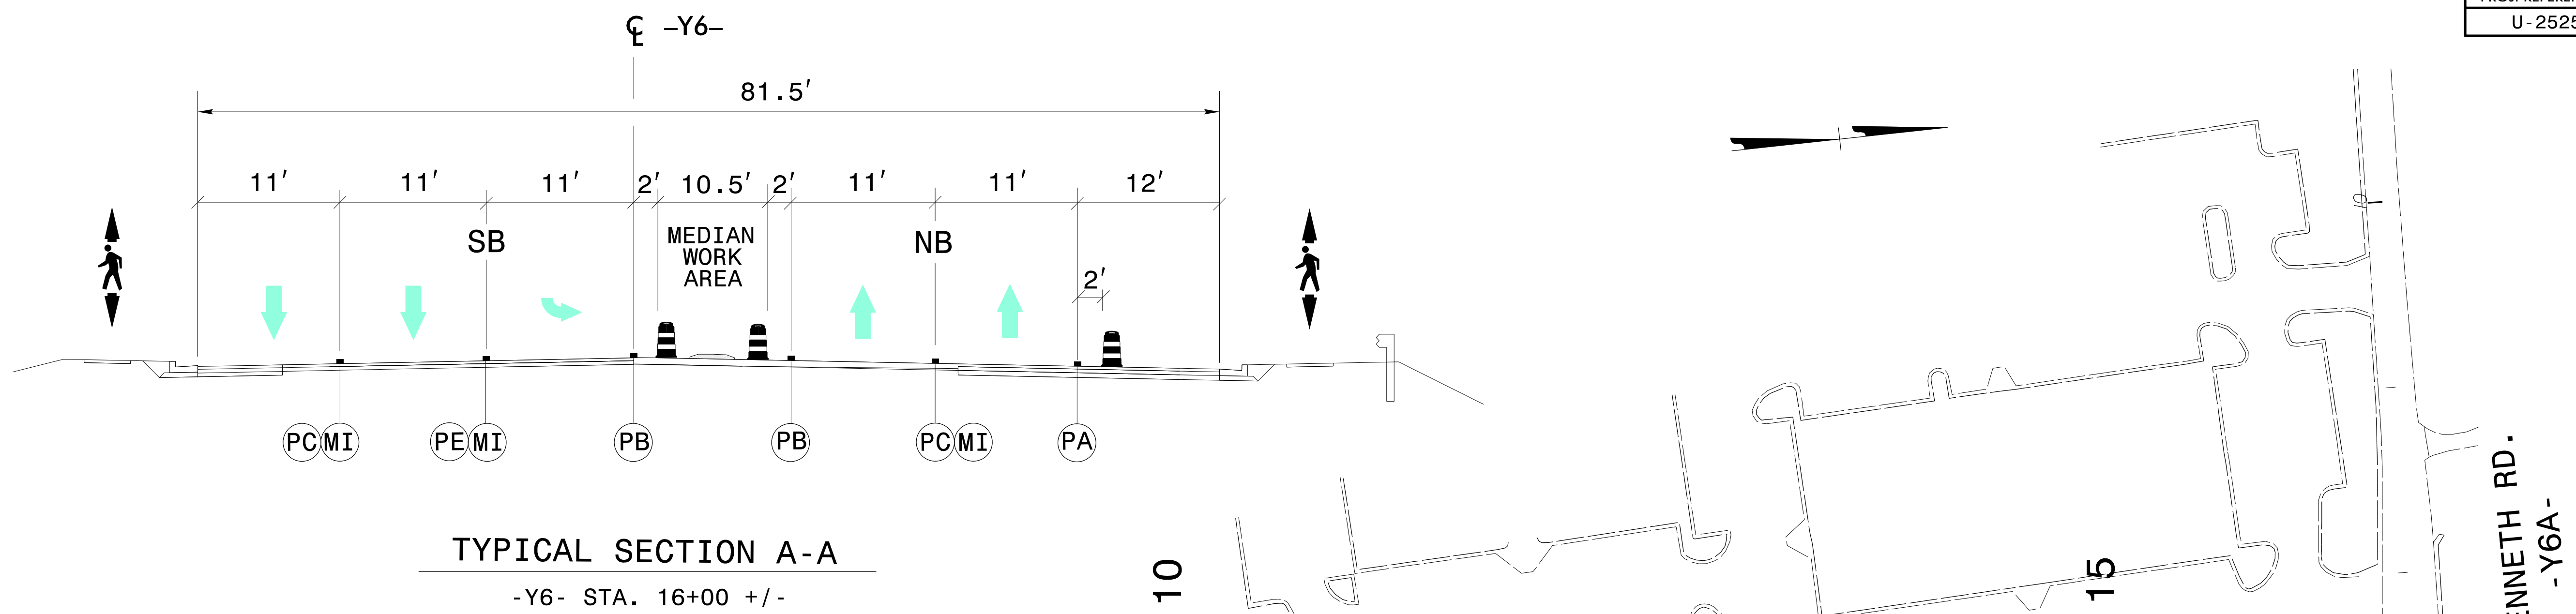 U-2525
℄ -Y6-
81.5'
11' 11' 11' 2' 10.5' 2' 11' 11' 12'
SB
MEDIAN
WORK
AREA
NB
2'
PC MI PE MI PB PB PC MI PA
TYPICAL SECTION A-A
-Y6- STA. 16+00 +/-
10
15
ENNETH RD.
-Y6A-